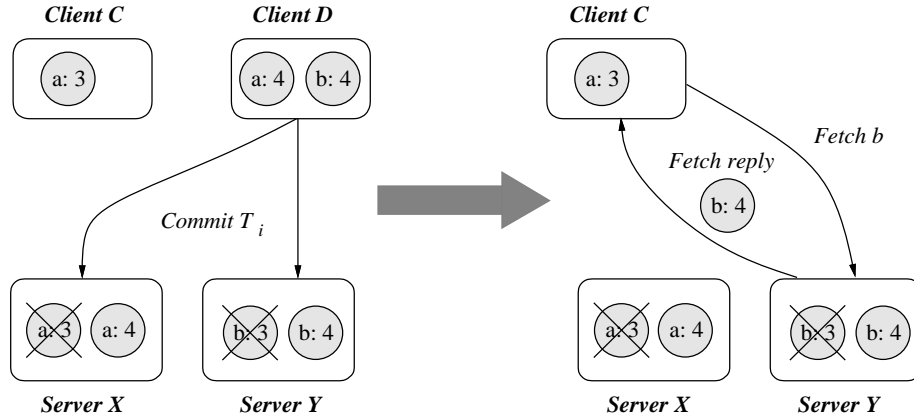 Client C
Client D
Client C
a: 3
a: 4
b: 4
a: 3
Fetch b
Fetch reply
b: 4
Commit T i
a: 3
a: 4
b: 3
b: 4
a: 3
a: 4
b: 3
b: 4
Server X
Server Y
Server X
Server Y